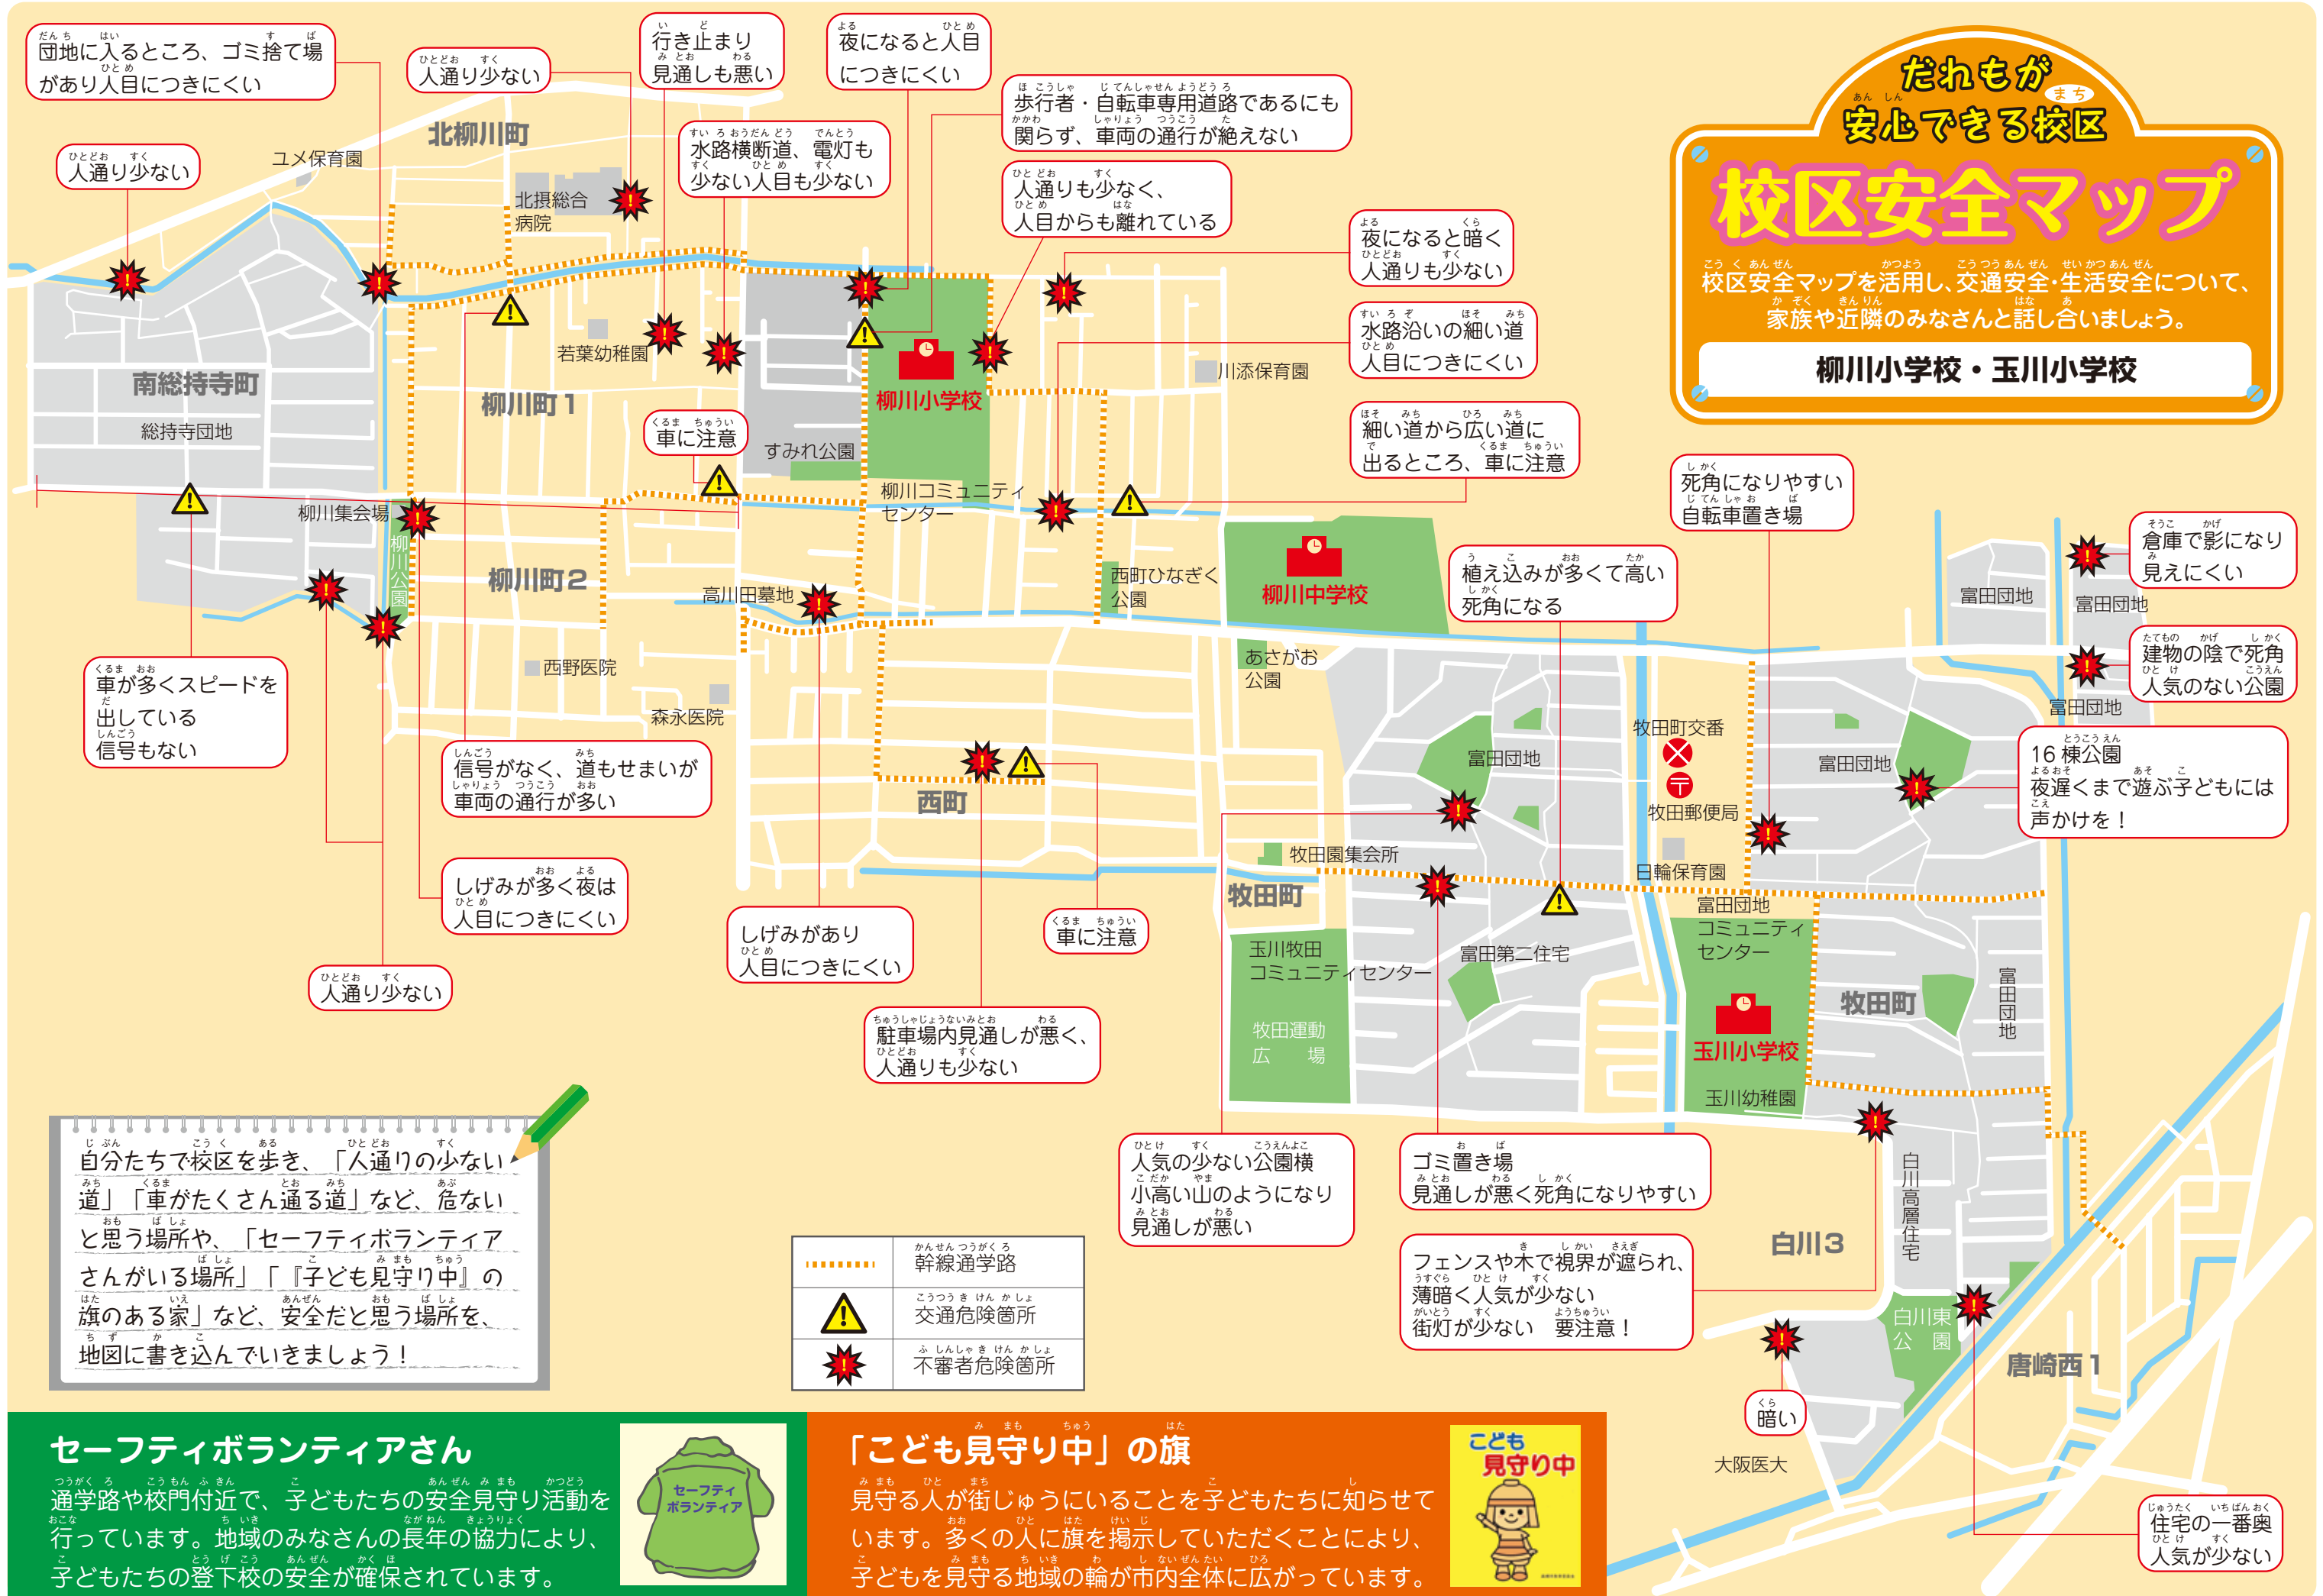 だれもが
安心できる校区
まち
校区安全マップ
校区安全マップを活用し、交通安全・生活安全について、
家族や近隣のみなさんと話し合いましょう。
柳川小学校・玉川小学校
団地に入るところ、ゴミ捨て場
があり人目につきにくい
人通り少ない
人通り少ない
行き止まり
見通しも悪い
夜になると人目
につきにくい
水路横断道、電灯も
少ない人目も少ない
歩行者・自転車専用道路であるにも
関らず、車両の通行が絶えない
人通りも少なく、
人目からも離れている
夜になると暗く
人通りも少ない
水路沿いの細い道
人目につきにくい
細い道から広い道に
出るところ、車に注意
死角になりやすい
自転車置き場
植え込みが多くて高い
死角になる
倉庫で影になり
見えにくい
建物の陰で死角
人気のない公園
16棟公園
夜遅くまで遊ぶ子どもには
声かけを！
車に注意
車が多くスピードを
出している
信号もない
信号がなく、道もせまいが
車両の通行が多い
しげみが多く夜は
人目につきにくい
人通り少ない
しげみがあり
人目につきにくい
車に注意
駐車場内見通しが悪く、
人通りも少ない
人気の少ない公園横
小高い山のようになり
見通しが悪い
ゴミ置き場
見通しが悪く死角になりやすい
フェンスや木で視界が遮られ、
薄暗く人気が少ない
街灯が少ない　要注意！
暗い
住宅の一番奥
人気が少ない
北柳川町
ユメ保育園
北摂総合
病院
若葉幼稚園
南総持寺町
総持寺団地
柳川町1
すみれ公園
柳川小学校
川添保育園
柳川集会場
柳川公園
柳川コミュニティ
センター
柳川町2
高川田墓地
西町ひなぎく
公園
柳川中学校
西野医院
森永医院
あさがお
公園
西町
富田団地
富田団地
富田団地
富田団地
富田団地
牧田町交番
牧田郵便局
日輪保育園
牧田園集会所
牧田町
玉川牧田
コミュニティセンター
富田第二住宅
牧田運動
広　場
富田団地
コミュニティ
センター
玉川小学校
玉川幼稚園
牧田町
富田団地
白川高層住宅
白川3
白川東
公　園
唐崎西1
大阪医大
自分たちで校区を歩き、「人通りの少ない
道」「車がたくさん通る道」など、危ない
と思う場所や、「セーフティボランティア
さんがいる場所」「『子ども見守り中』の
旗のある家」など、安全だと思う場所を、
地図に書き込んでいきましょう！
幹線通学路
交通危険箇所
不審者危険箇所
セーフティボランティアさん
通学路や校門付近で、子どもたちの安全見守り活動を
行っています。地域のみなさんの長年の協力により、
子どもたちの登下校の安全が確保されています。
セーフティ
ボランティア
「こども見守り中」の旗
見守る人が街じゅうにいることを子どもたちに知らせて
います。多くの人に旗を掲示していただくことにより、
子どもを見守る地域の輪が市内全体に広がっています。
こども
見守り中